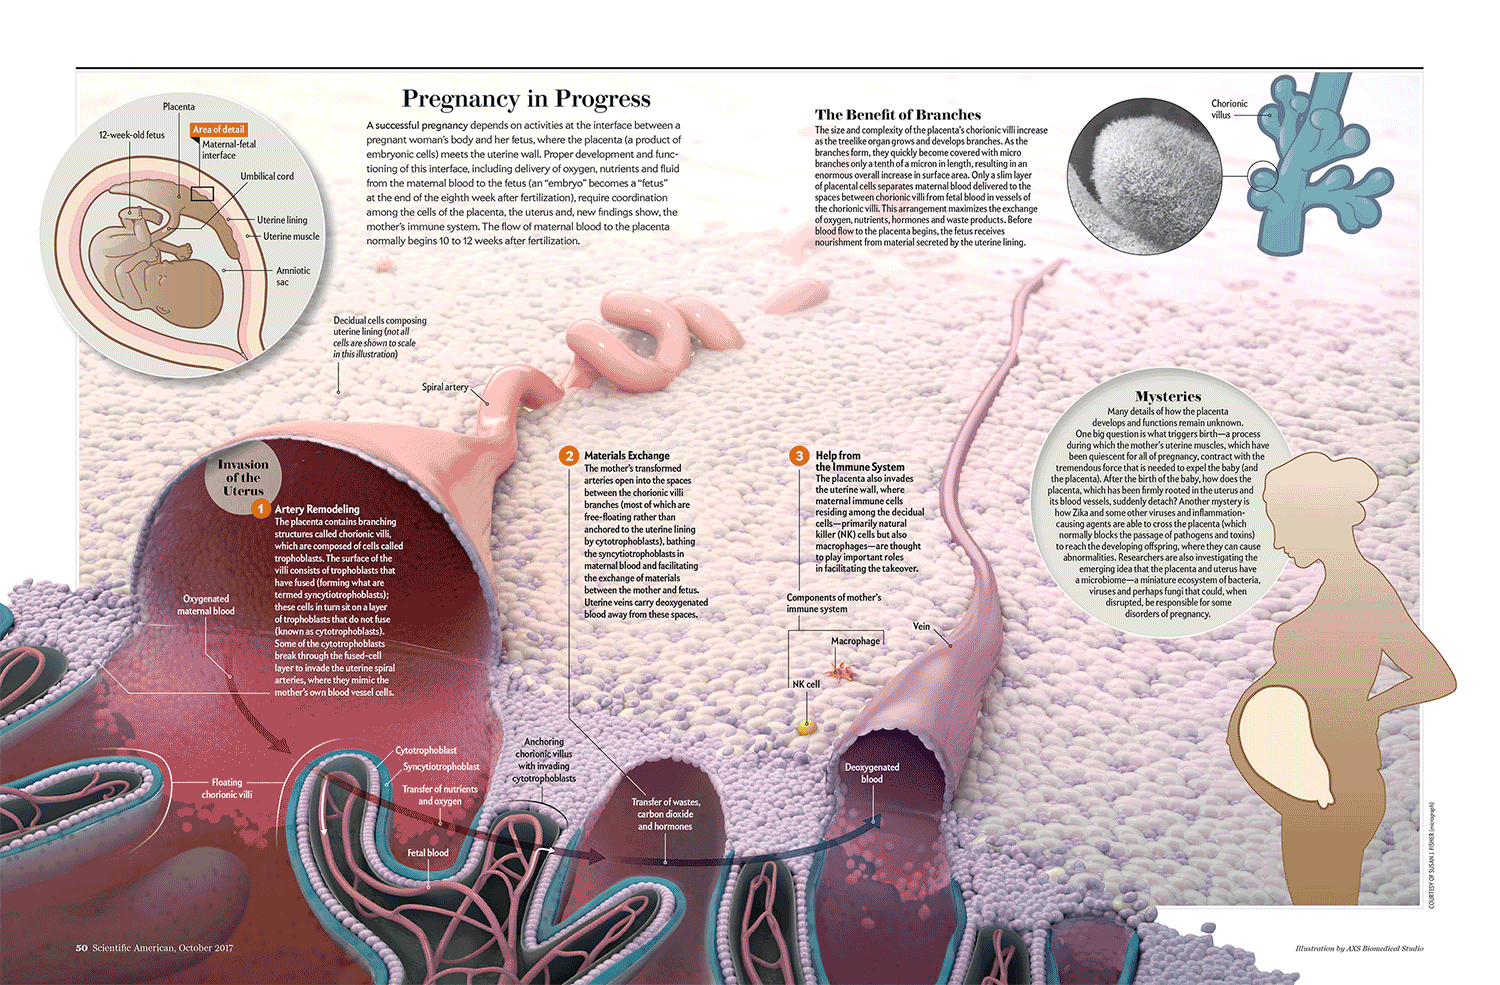 Pregnancy in Progress
A successful pregnancy depends on activities at the interface between a
pregnant woman's body and her fetus, where the placenta (a product of
embryonic cells) meets the uterine wall. Proper development and func-
tioning of this interface, including delivery of oxygen, nutrients and fluid
from the maternal blood to the fetus (an “embryo” becomes a “fetus”
at the end of the eighth week after fertilization), require coordination
among the cells of the placenta, the uterus and, new findings show, the
mother's immune system. The flow of maternal blood to the placenta
normally begins 10 to 12 weeks after fertilization.
Placenta
12-week-old fetus
Area of detail
Maternal-fetal
interface
Umbilical cord
Uterine lining
Uterine muscle
Amniotic
sac
The Benefit of Branches
The size and complexity of the placenta's chorionic villi increase
as the treelike organ grows and develops branches. As the
branches form, they quickly become covered with micro
branches only a tenth of a micron in length, resulting in an
enormous overall increase in surface area. Only a slim layer
of placental cells separates maternal blood delivered to the
spaces between chorionic villi from fetal blood in vessels of
the chorionic villi. This arrangement maximizes the exchange
of oxygen, nutrients, hormones and waste products. Before
blood flow to the placenta begins, the fetus receives
nourishment from material secreted by the uterine lining.
Chorionic
villus
Decidual cells composing
uterine lining (not all
cells are shown to scale
in this illustration)
Spiral artery
Invasion
of the
Uterus
1 Artery Remodeling
The placenta contains branching
structures called chorionic villi,
which are composed of cells called
trophoblasts. The surface of the
villi consists of trophoblasts that
have fused (forming what are
termed syncytiotrophoblasts);
these cells in turn sit on a layer
of trophoblasts that do not fuse
(known as cytotrophoblasts).
Some of the cytotrophoblasts
break through the fused-cell
layer to invade the uterine spiral
arteries, where they mimic the
mother's own blood vessel cells.
Oxygenated
maternal blood
2 Materials Exchange
The mother's transformed
arteries open into the spaces
between the chorionic villi
branches (most of which are
free-floating rather than
anchored to the uterine lining
by cytotrophoblasts), bathing
the syncytiotrophoblasts in
maternal blood and facilitating
the exchange of materials
between the mother and fetus.
Uterine veins carry deoxygenated
blood away from these spaces.
3 Help from
the Immune System
The placenta also invades
the uterine wall, where
maternal immune cells
residing among the decidual
cells—primarily natural
killer (NK) cells but also
macrophages—are thought
to play important roles
in facilitating the takeover.
Components of mother's
immune system
Macrophage
NK cell
Vein
Mysteries
Many details of how the placenta
develops and functions remain unknown.
One big question is what triggers birth—a process
during which the mother's uterine muscles, which have
been quiescent for all of pregnancy, contract with the
tremendous force that is needed to expel the baby (and
the placenta). After the birth of the baby, how does the
placenta, which has been firmly rooted in the uterus and
its blood vessels, suddenly detach? Another mystery is
how Zika and some other viruses and inflammation-
causing agents are able to cross the placenta (which
normally blocks the passage of pathogens and toxins)
to reach the developing offspring, where they can cause
abnormalities. Researchers are also investigating the
emerging idea that the placenta and uterus have
a microbiome—a miniature ecosystem of bacteria,
viruses and perhaps fungi that could, when
disrupted, be responsible for some
disorders of pregnancy.
Floating
chorionic villi
Cytotrophoblast
Syncytiotrophoblast
Transfer of nutrients
and oxygen
Fetal blood
Anchoring
chorionic villus
with invading
cytotrophoblasts
Transfer of wastes,
carbon dioxide
and hormones
Deoxygenated
blood
COURTESY OF SUSAN J. FISHER (micrograph)
50 Scientific American, October 2017
Illustration by AXS Biomedical Studio